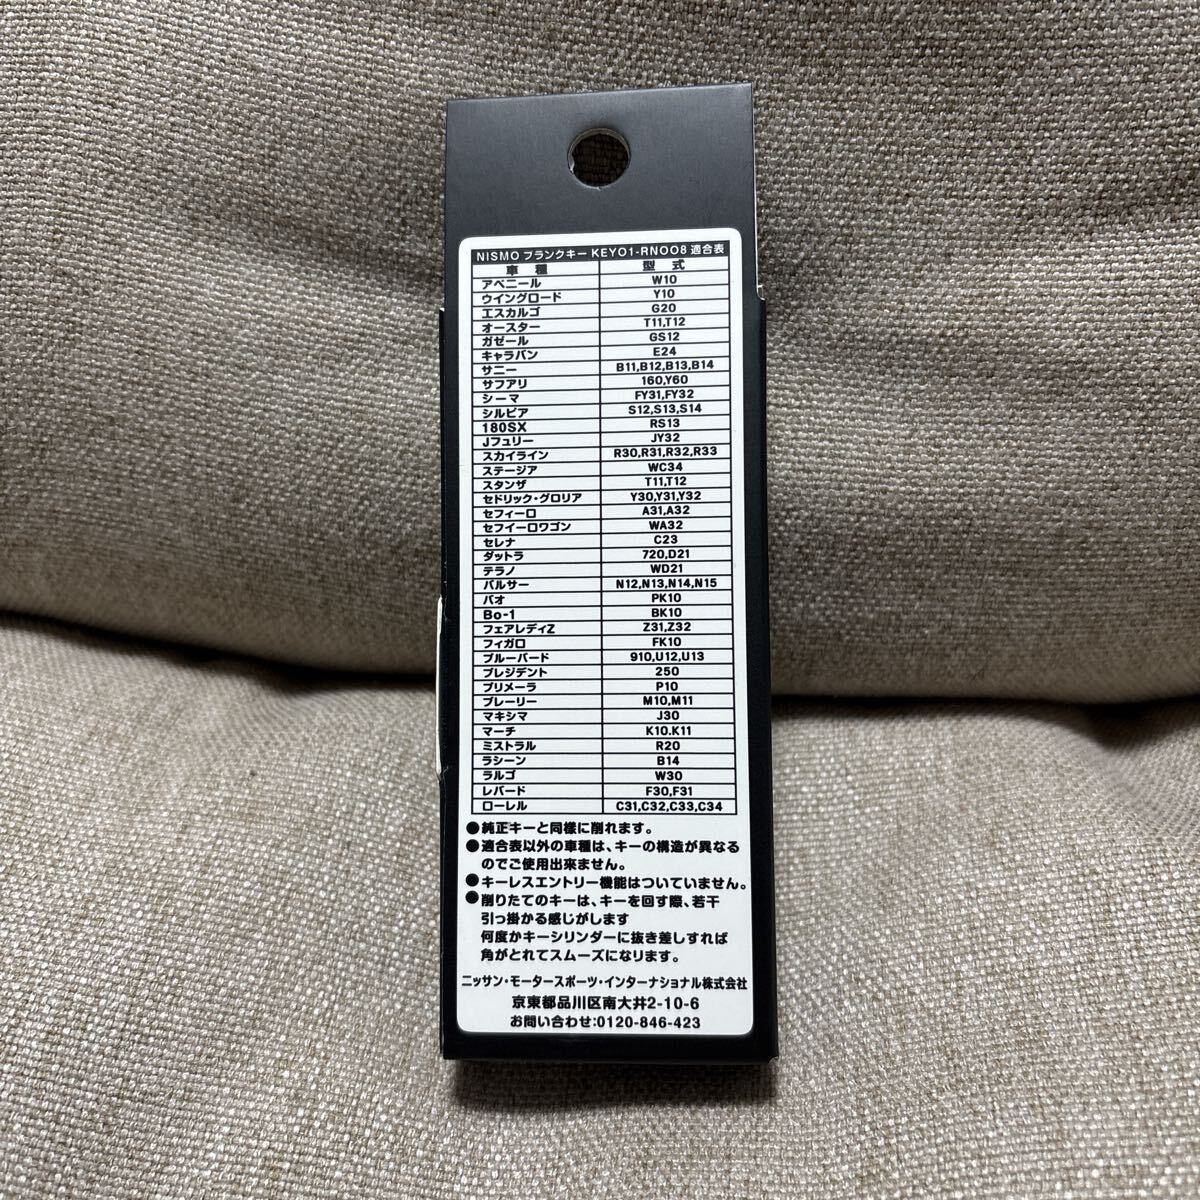 NISMO ブランクキー KEY01-RN008 適合表
車種 型式
アベニール W10
ウイングロード Y10
エスカルゴ G20
オースター T11,T12
ガゼール GS12
キャラバン E24
サニー B11,B12,B13,B14
サファリ 160,Y60
シーマ FY31,FY32
シルビア S12,S13,S14
180SX RS13
Jフェリー JY32
スカイライン R30,R31,R32,R33
ステージア WC34
スタンザ T11,T12
セドリック・グロリア Y30,Y31,Y32
セフィーロ A31,A32
セフィーロワゴン WA32
セレナ C23
ダットラ 720,D21
テラノ WD21
パルサー N12,N13,N14,N15
パオ PK10
Be-1 BK10
フェアレディZ Z31,Z32
フィガロ FK10
ブルーバード 910,U12,U13
プレジデント 250
プリメーラ P10
プレーリー M10,M11
マキシマ J30
マーチ K10.K11
ミストラル R20
ラシーン B14
ラルゴ W30
レパード F30,F31
ローレル C31,C32,C33,C34
●純正キーと同様に削れます。
●適合表以外の車種は、キーの構造が異なる
のでご使用出来ません。
●キーレスエントリー機能はついていません。
●削りたてのキーは、キーを回す際、若干
引っ掛かる感じがします
何度かキーシリンダーに抜き差しすれば
角がとれてスムーズになります。
ニッサン・モータースポーツ・インターナショナル株式会社
京東都品川区南大井2-10-6
お問い合わせ:0120-846-423